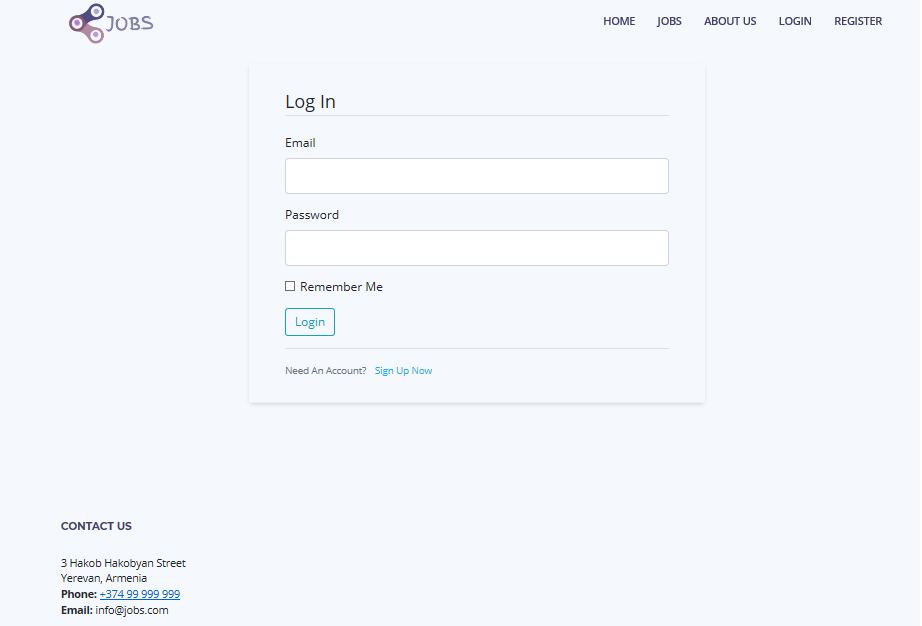 JOBS
HOME JOBS ABOUT US LOGIN REGISTER
Log In
Email
Password
Remember Me
Login
Need An Account? Sign Up Now
CONTACT US
3 Hakob Hakobyan Street
Yerevan, Armenia
Phone: +374 99 999 999
Email: info@jobs.com